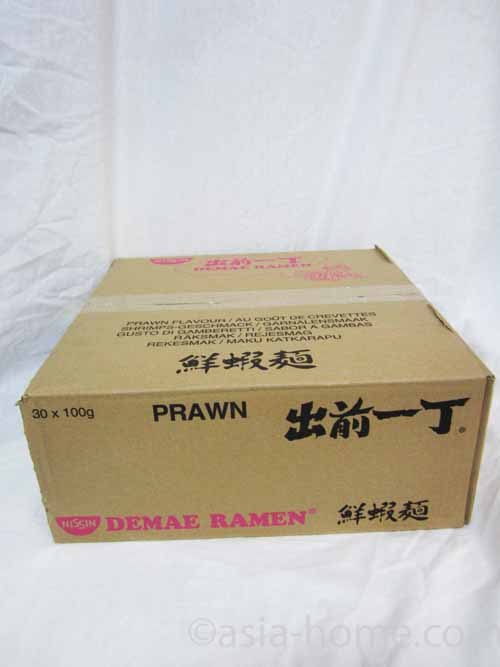 NISSIN 出前一丁
DEMAE RAMEN
PRAWN FLAVOUR / AU GOÛT DE CREVETTES
SHRIMPS-GESCHMACK / GARNALENSMAAK
GUSTO DI GAMBERETTI / SABOR A GAMBAS
RÄKSMAK / REJESMAG
REKESMAK / MAKU KATKARAPU
鮮蝦麵
30 x 100g PRAWN 出前一丁®
NISSIN DEMAE RAMEN® 鮮蝦麵
©asia-home.com